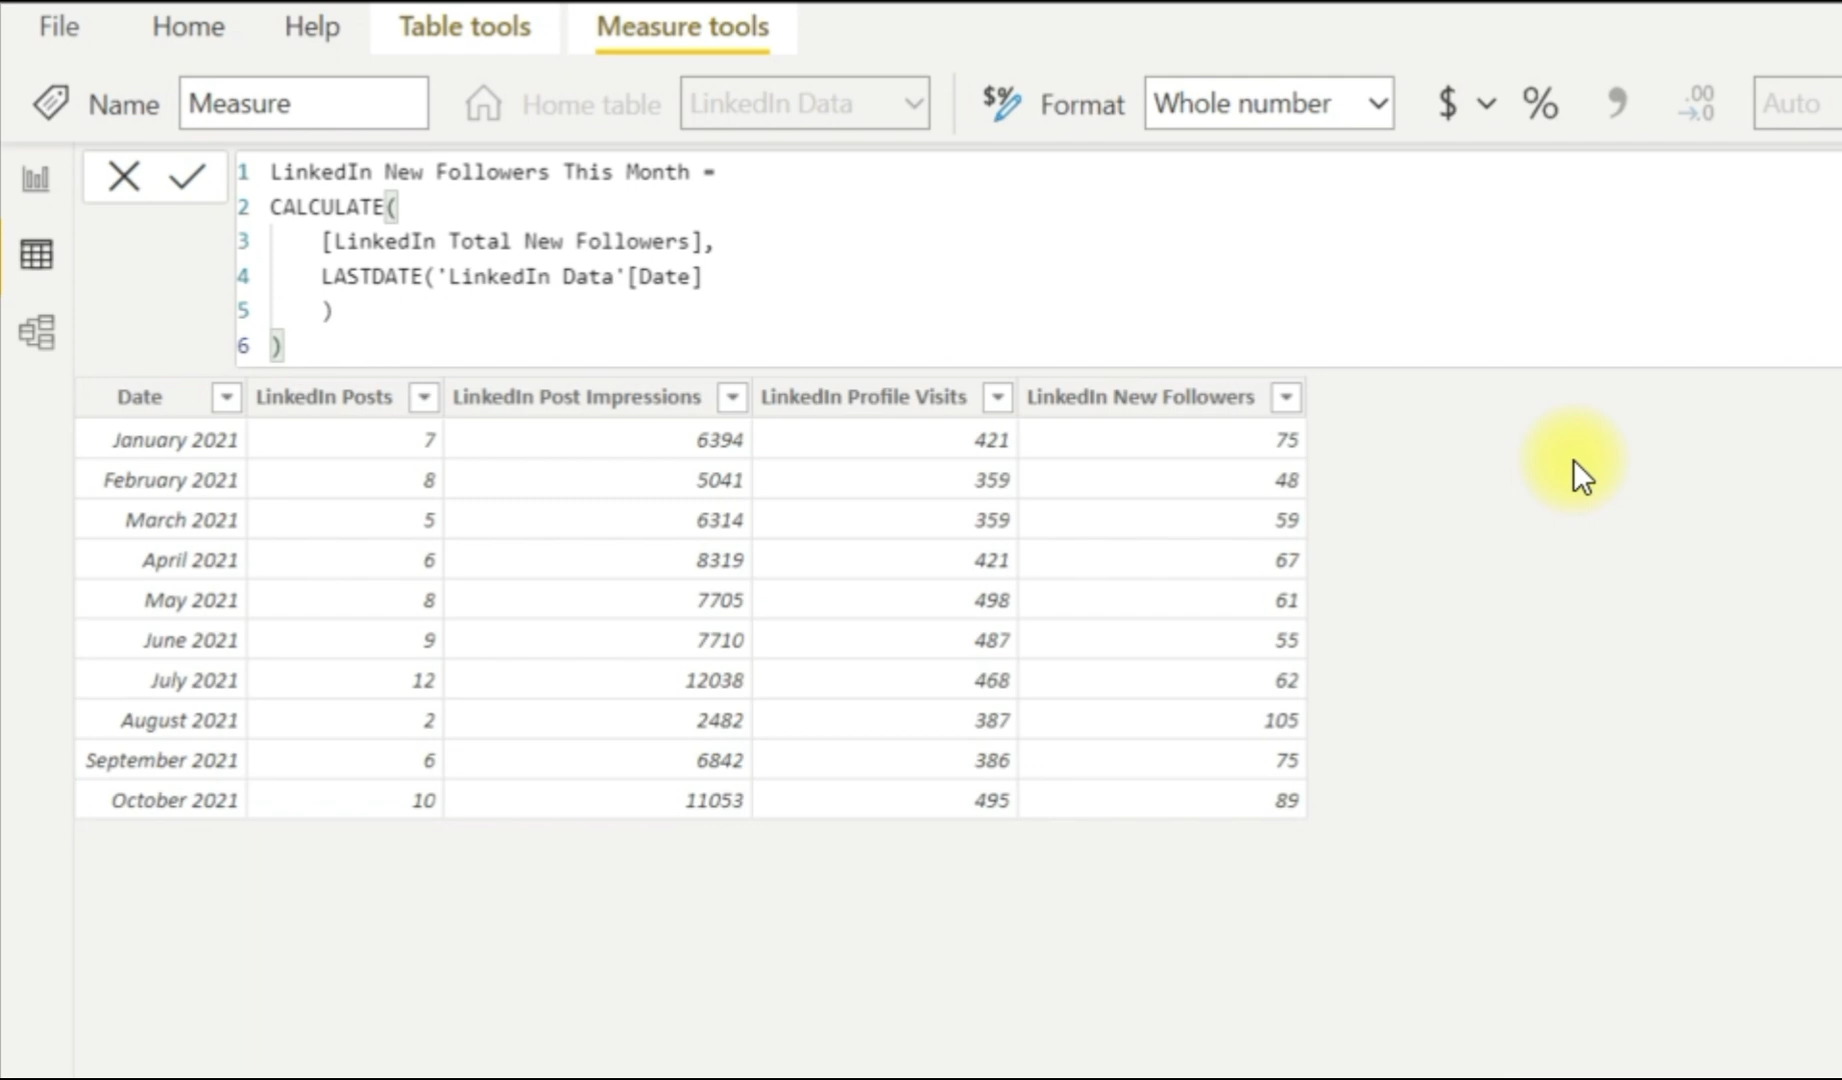 File Home Help Table tools Measure tools
Name Measure Home table LinkedIn Data $% Format Whole number $ % , .00 →.0 Auto
1 LinkedIn New Followers This Month =
2 CALCULATE(
3 [LinkedIn Total New Followers],
4 LASTDATE('LinkedIn Data'[Date]
5 )
6 )
Date LinkedIn Posts LinkedIn Post Impressions LinkedIn Profile Visits LinkedIn New Followers
January 2021 7 6394 421 75
February 2021 8 5041 359 48
March 2021 5 6314 359 59
April 2021 6 8319 421 67
May 2021 8 7705 498 61
June 2021 9 7710 487 55
July 2021 12 12038 468 62
August 2021 2 2482 387 105
September 2021 6 6842 386 75
October 2021 10 11053 495 89